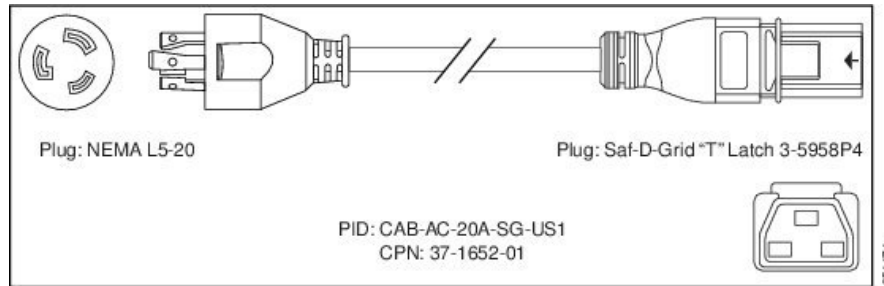 Plug: NEMA L5-20
Plug: Saf-D-Grid “T” Latch 3-5958P4
PID: CAB-AC-20A-SG-US1
CPN: 37-1652-01